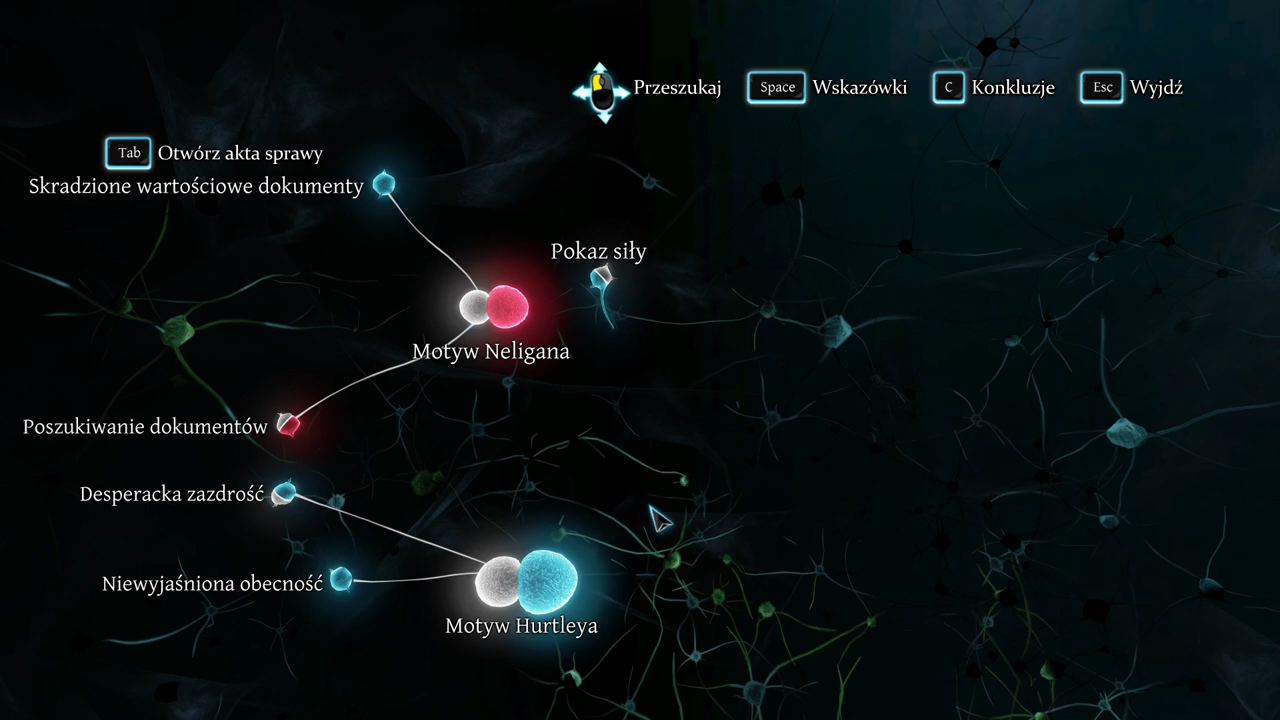 Przeszukaj
Space Wskazówki
C Konkluzje
Esc Wyjdź
Tab Otwórz akta sprawy
Skradzione wartościowe dokumenty
Pokaz siły
Motyw Neligana
Poszukiwanie dokumentów
Desperacka zazdrość
Niewyjaśniona obecność
Motyw Hurtleya